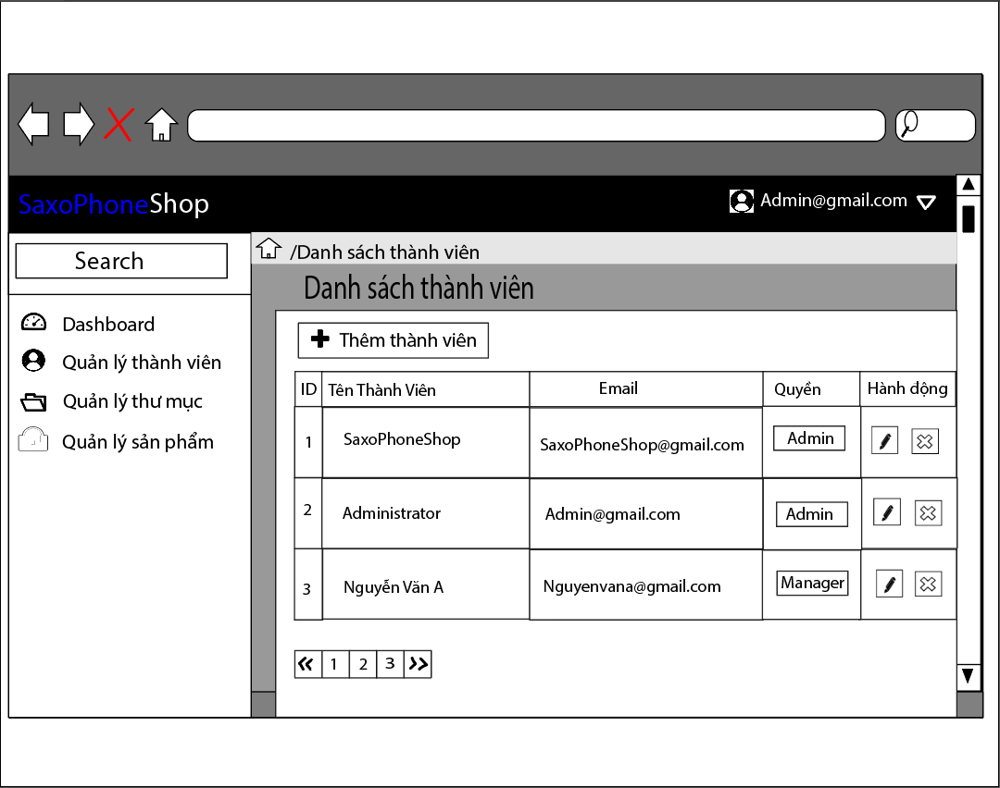 SaxoPhoneShop
Admin@gmail.com
Search
/Danh sách thành viên
Danh sách thành viên
Dashboard
Quản lý thành viên
Quản lý thư mục
Quản lý sản phẩm
Thêm thành viên
ID Tên Thành Viên Email Quyền Hành dộng
1 SaxoPhoneShop SaxoPhoneShop@gmail.com Admin
2 Administrator Admin@gmail.com Admin
3 Nguyễn Văn A Nguyenvana@gmail.com Manager
« 1 2 3 »